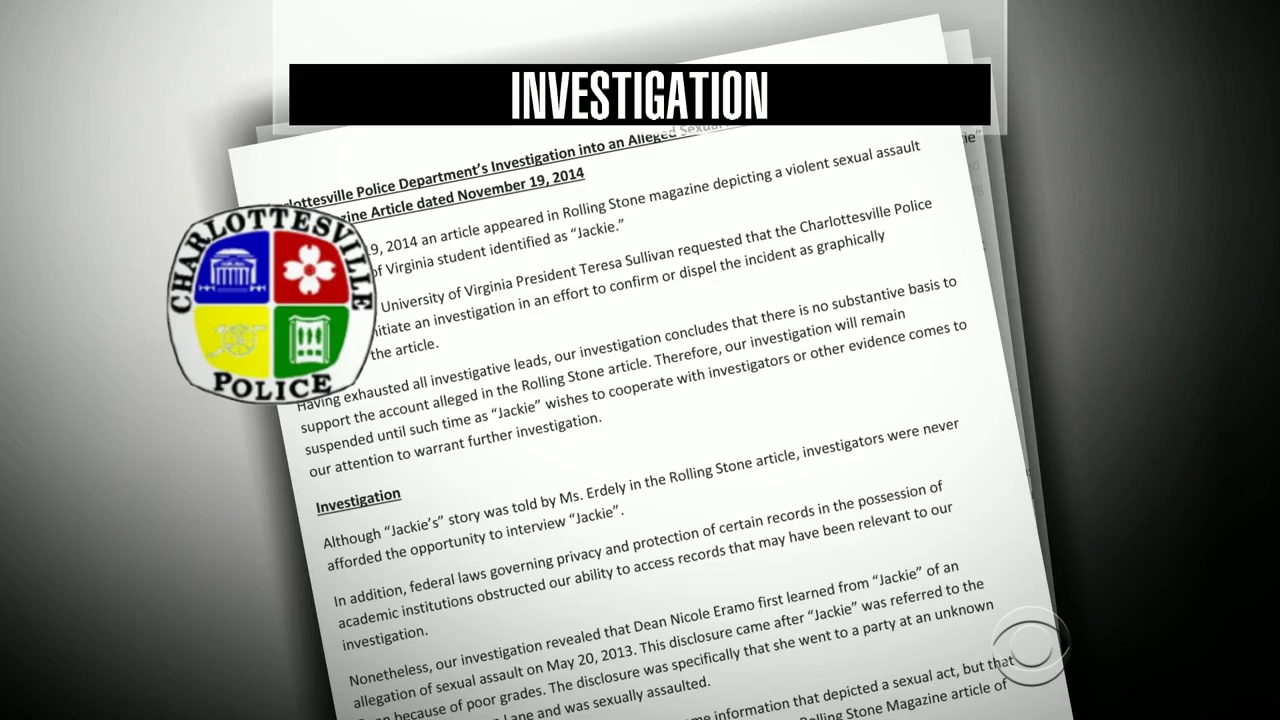 INVESTIGATION
lottesville Police Department's Investigation into an Alleged Sexual
zine Article dated November 19, 2014
19, 2014 an article appeared in Rolling Stone magazine depicting a violent sexual assault
of Virginia student identified as “Jackie.”
University of Virginia President Teresa Sullivan requested that the Charlottesville Police
itiate an investigation in an effort to confirm or dispel the incident as graphically
the article.
Having exhausted all investigative leads, our investigation concludes that there is no substantive basis to
support the account alleged in the Rolling Stone article. Therefore, our investigation will remain
suspended until such time as “Jackie” wishes to cooperate with investigators or other evidence comes to
our attention to warrant further investigation.
Investigation
Although “Jackie’s” story was told by Ms. Erdely in the Rolling Stone article, investigators were never
afforded the opportunity to interview “Jackie”.
In addition, federal laws governing privacy and protection of certain records in the possession of
academic institutions obstructed our ability to access records that may have been relevant to our
investigation.
Nonetheless, our investigation revealed that Dean Nicole Eramo first learned from “Jackie” of an
allegation of sexual assault on May 20, 2013. This disclosure came after “Jackie” was referred to the
because of poor grades. The disclosure was specifically that she went to a party at an unknown
Lane and was sexually assaulted.
me information that depicted a sexual act, but that
Rolling Stone Magazine article of
CHARLOTTESVILLE
POLICE